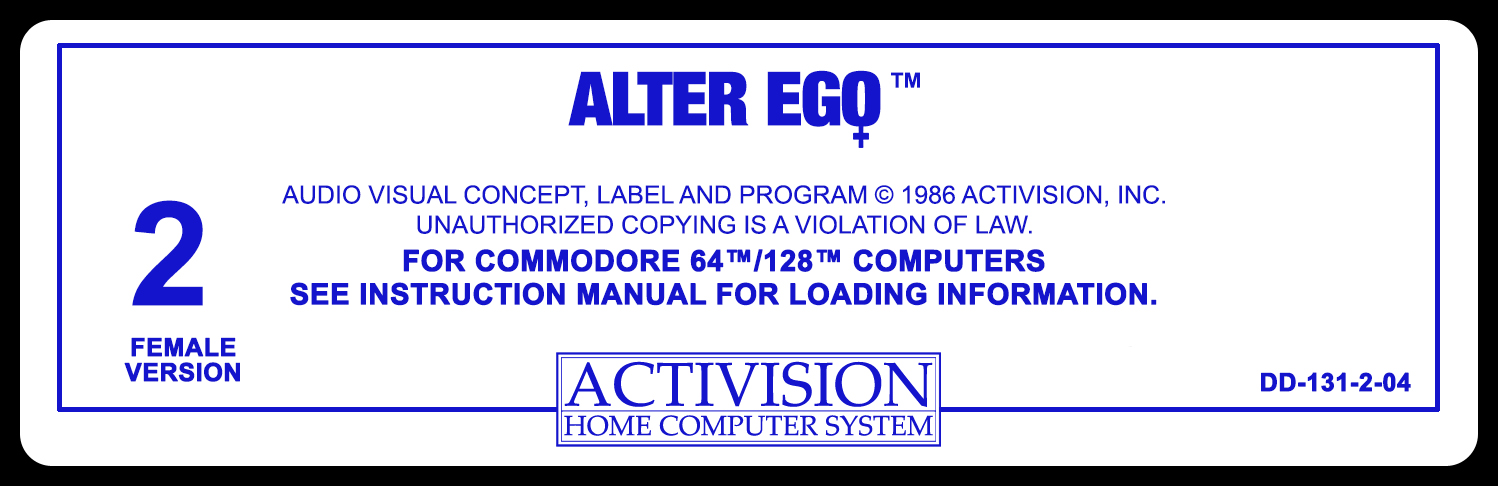 ALTER EGO™
AUDIO VISUAL CONCEPT, LABEL AND PROGRAM © 1986 ACTIVISION, INC.
UNAUTHORIZED COPYING IS A VIOLATION OF LAW.
FOR COMMODORE 64™/128™ COMPUTERS
SEE INSTRUCTION MANUAL FOR LOADING INFORMATION.
2
FEMALE
VERSION
ACTIVISION
HOME COMPUTER SYSTEM
DD-131-2-04